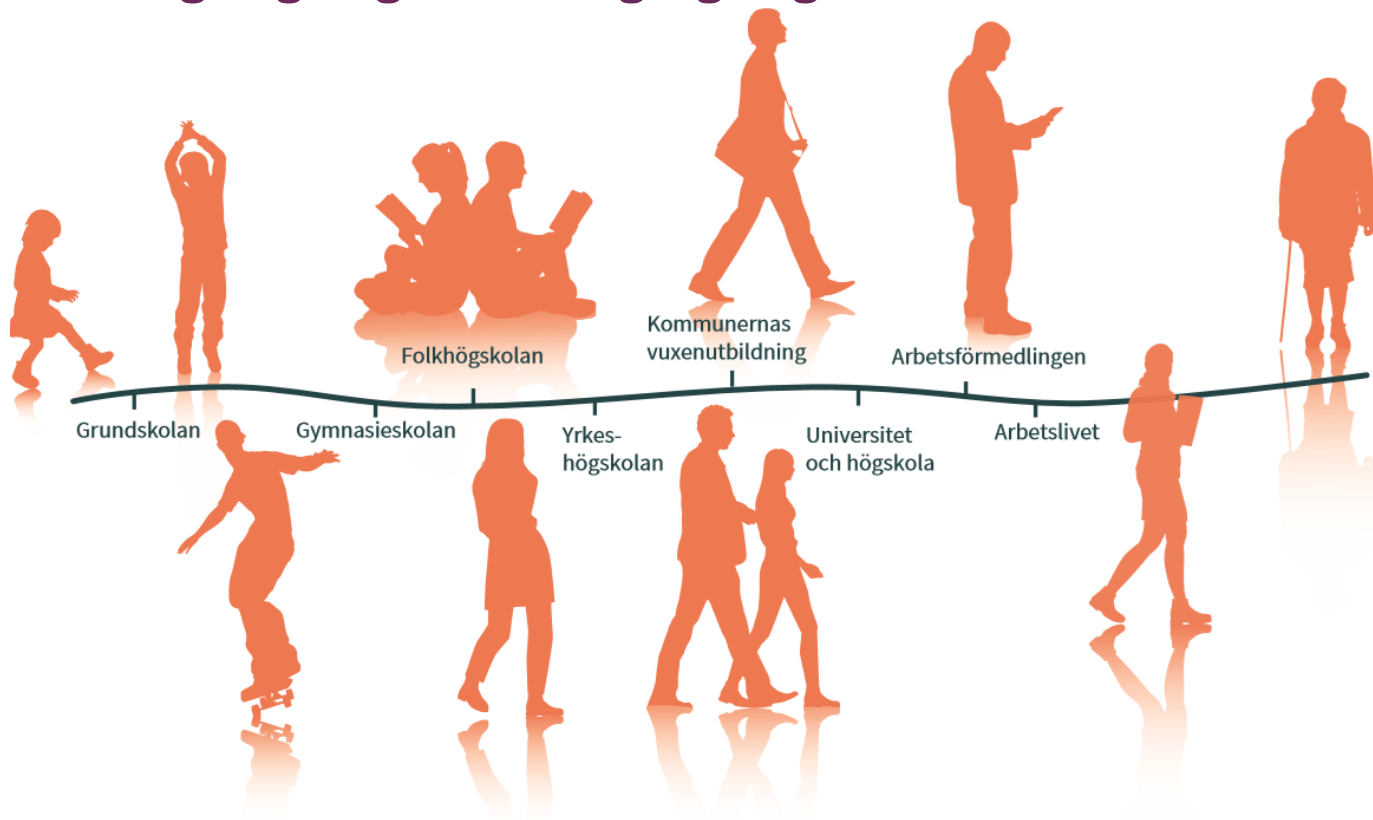 Folkhögskolan
Kommunernas
vuxenutbildning
Arbetsförmedlingen
Grundskolan
Gymnasieskolan
Yrkes-
högskolan
Universitet
och högskola
Arbetslivet